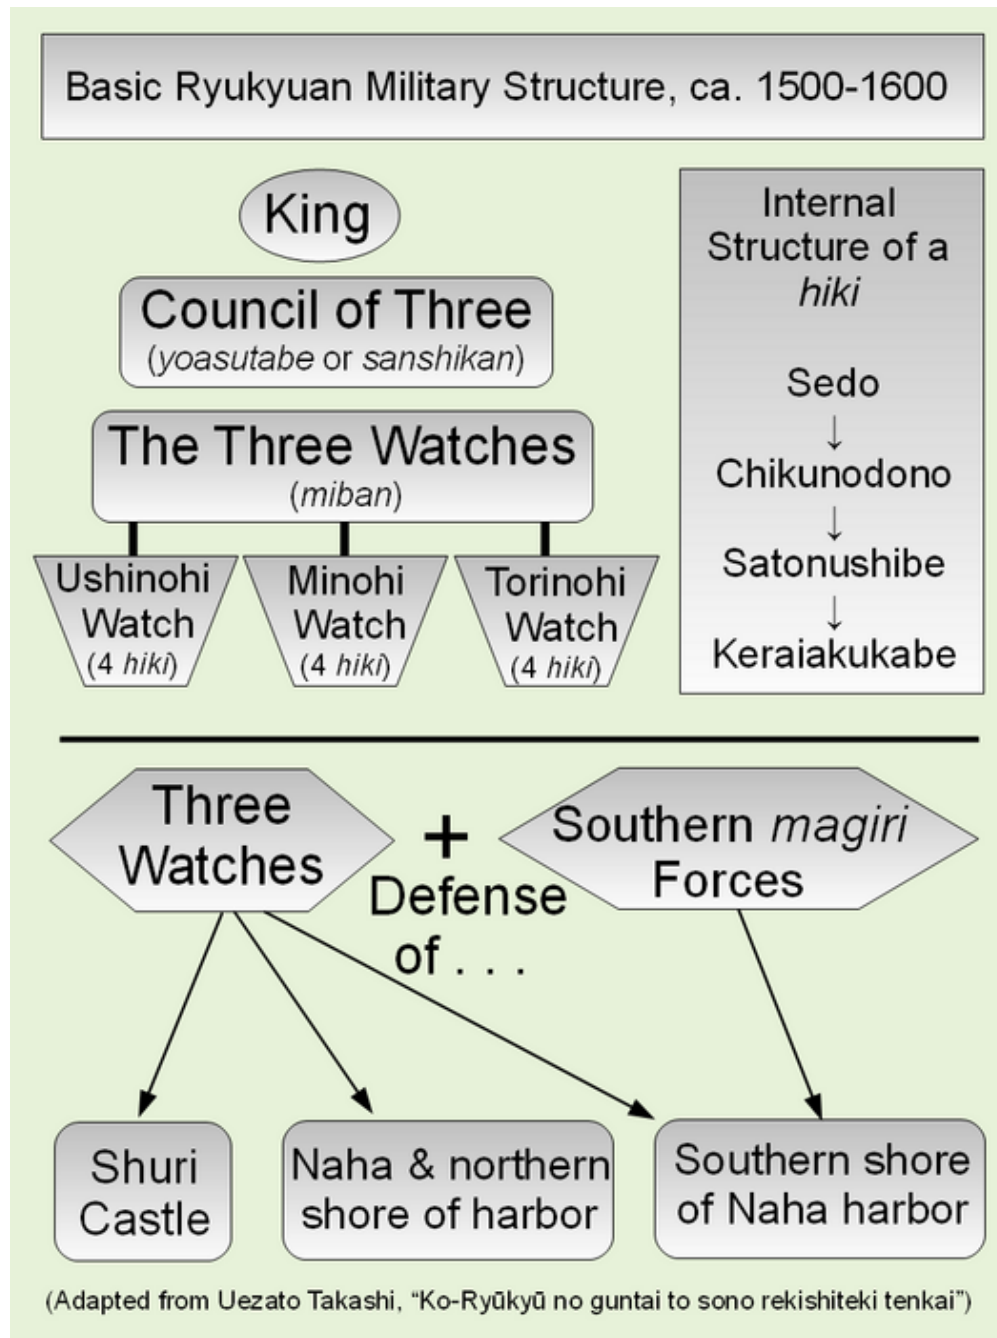 Basic Ryukyuan Military Structure, ca. 1500-1600
King
Council of Three
(yoasutabe or sanshikan)
The Three Watches
(miban)
Ushinohi
Watch
(4 hiki)
Minohi
Watch
(4 hiki)
Torinohi
Watch
(4 hiki)
Internal
Structure of a
hiki
Sedo
↓
Chikunodono
↓
Satonushibe
↓
Keraiakukabe
Three
Watches
+
Defense
of . . .
Southern magiri
Forces
Shuri
Castle
Naha & northern
shore of harbor
Southern shore
of Naha harbor
(Adapted from Uezato Takashi, “Ko-Ryūkyū no guntai to sono rekishiteki tenkai”)